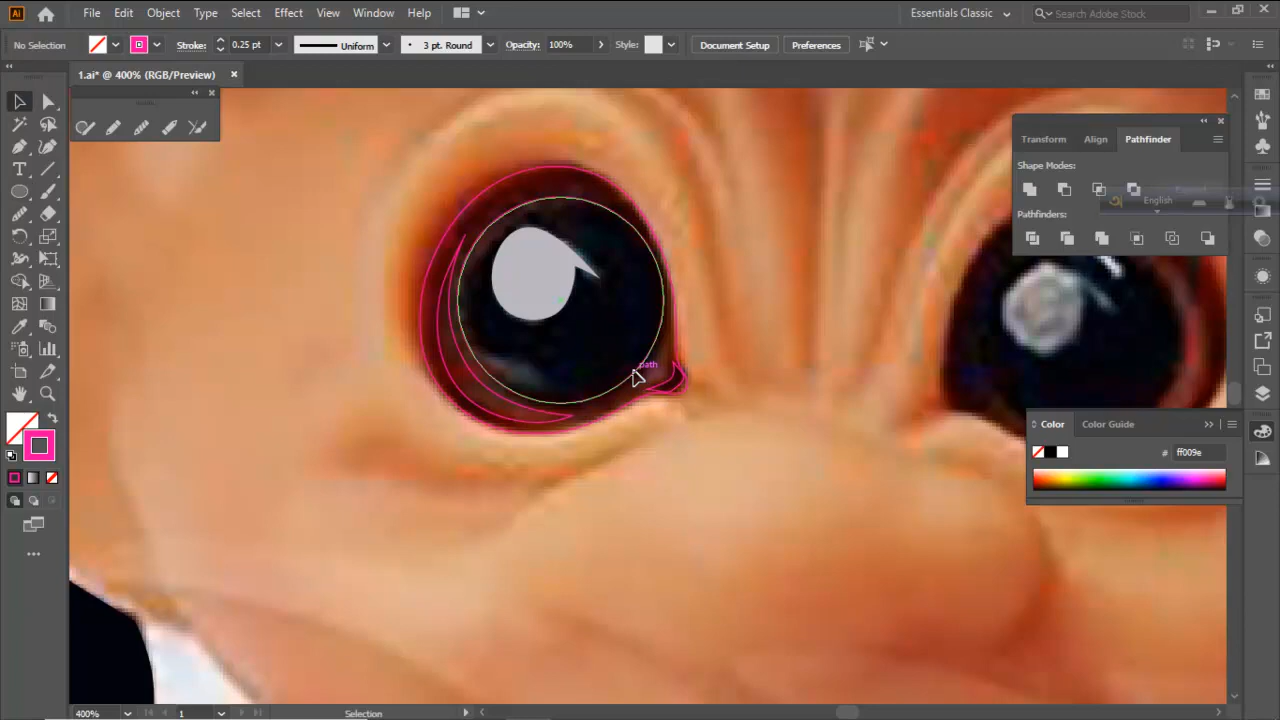 Ai File Edit Object Type Select Effect View Window Help Essentials Classic Search Adobe Stock
No Selection Stroke: 0.25 pt Uniform 3 pt. Round Opacity: 100% Style: Document Setup Preferences
1.ai* @ 400% (RGB/Preview)
Transform Align Pathfinder
Shape Modes:
English
Pathfinders:
path
Color Color Guide
# ff009e
400% 1 Selection